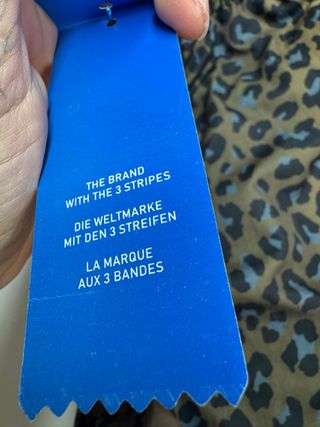 THE BRAND
WITH THE 3 STRIPES
DIE WELTMARKE
MIT DEN 3 STREIFEN
LA MARQUE
AUX 3 BANDES